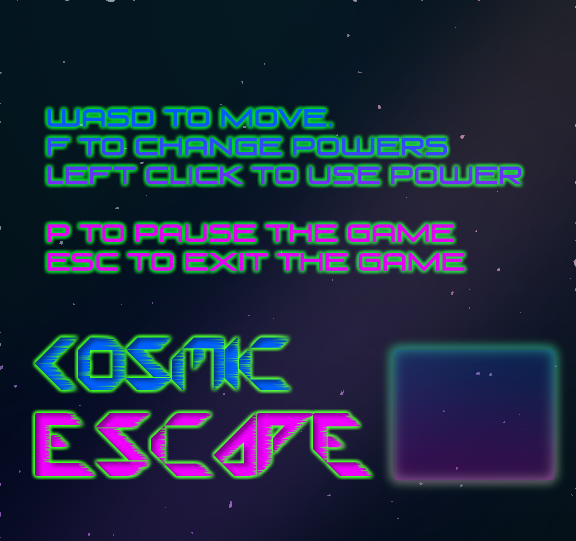 WASD TO MOVE.
F TO CHANGE POWERS
LEFT CLICK TO USE POWER
P TO PAUSE THE GAME
ESC TO EXIT THE GAME
COSMIC
ESCAPE